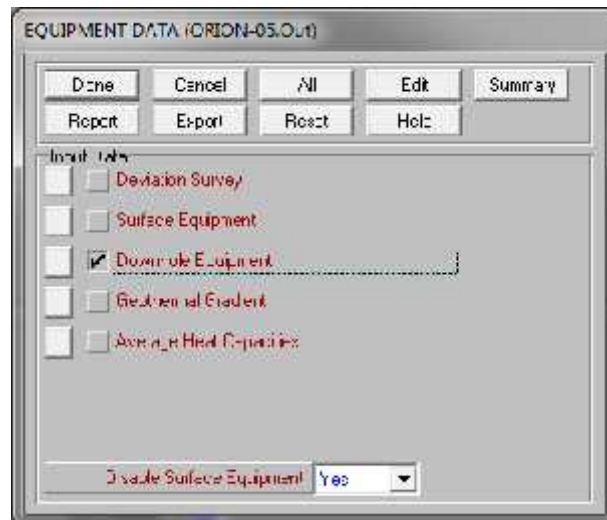 EQUIPMENT DATA (ORION-05.Out)
Done Cancel All Edit Summary
Report Export Reset Help
Input Data
Deviation Survey
Surface Equipment
Downhole Equipment
Geothermal Gradient
Average Heat Capacities
Disable Surface Equipment Yes